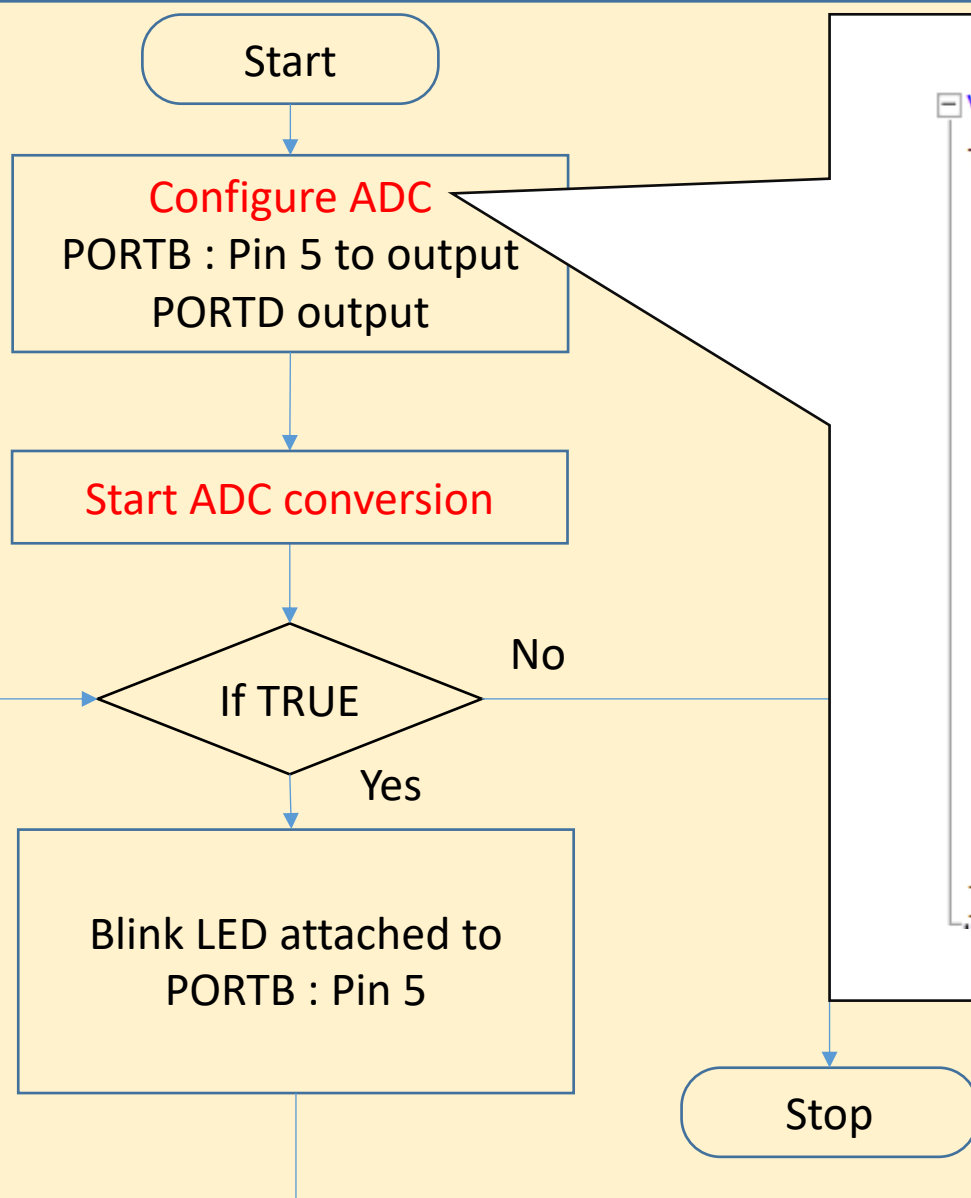 Start
Configure ADC
PORTB : Pin 5 to output
PORTD output
Start ADC conversion
If TRUE
No
Yes
Blink LED attached to
PORTB : Pin 5
Stop